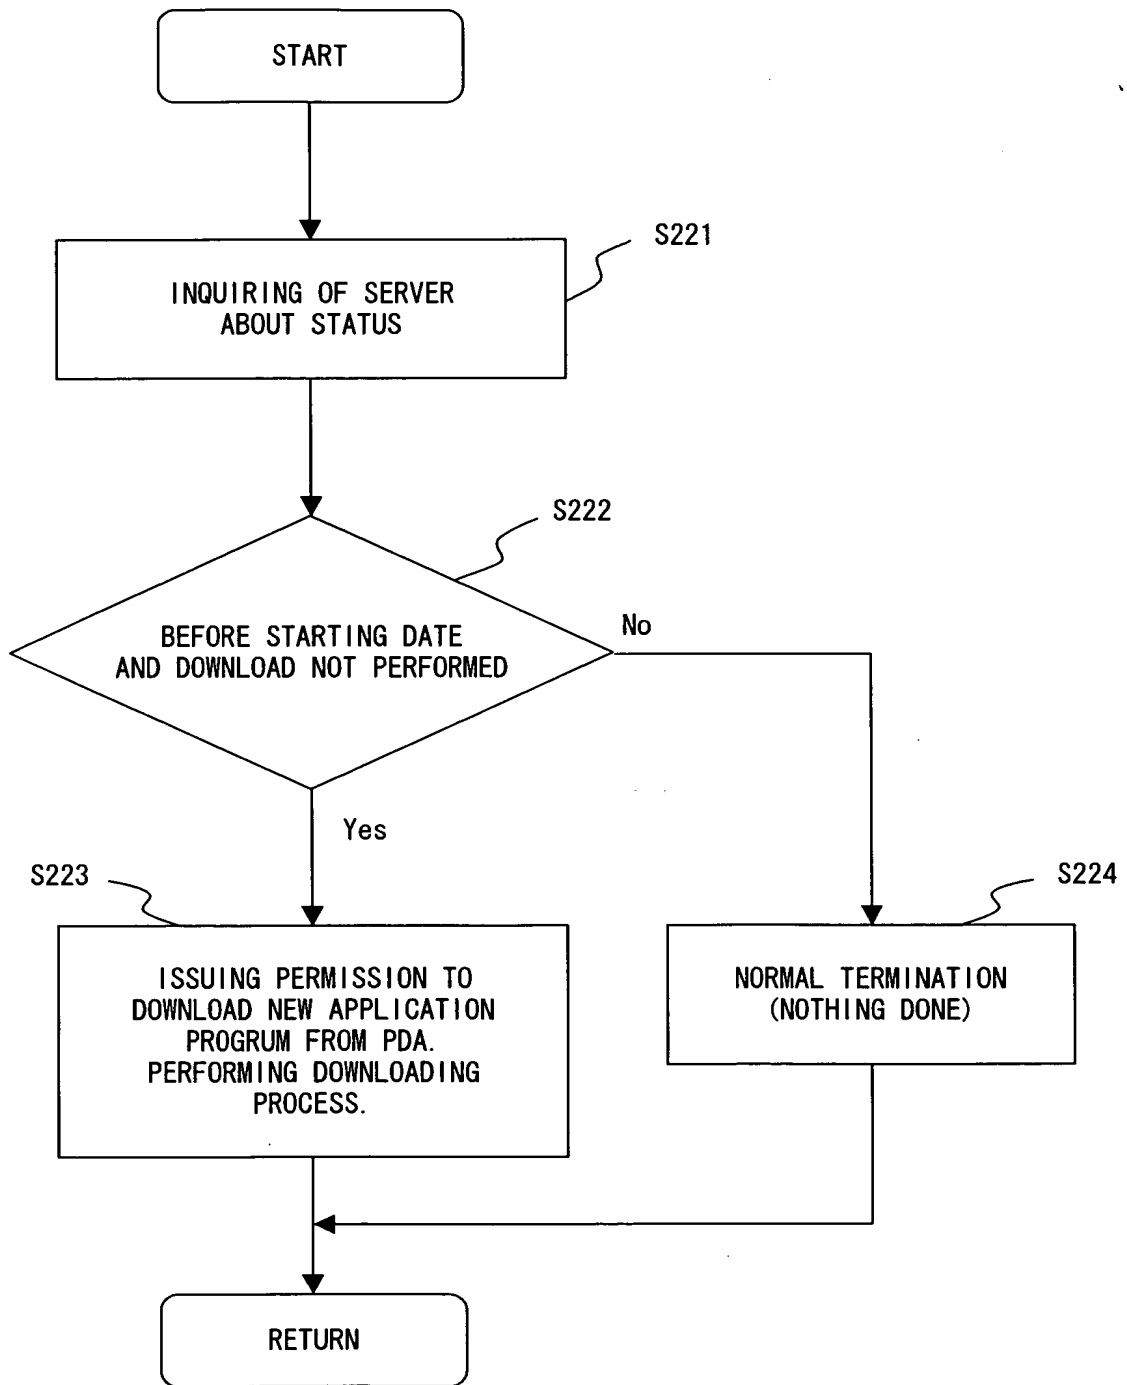 START
S221
INQUIRING OF SERVER
ABOUT STATUS
S222
BEFORE STARTING DATE
AND DOWNLOAD NOT PERFORMED
No
Yes
S223
S224
ISSUING PERMISSION TO
DOWNLOAD NEW APPLICATION
PROGRUM FROM PDA.
PERFORMING DOWNLOADING
PROCESS.
NORMAL TERMINATION
(NOTHING DONE)
RETURN